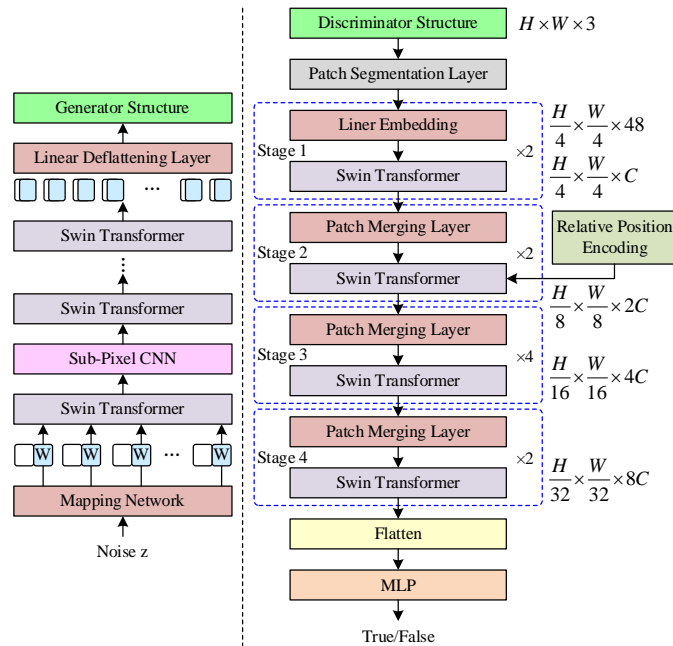 Generator Structure
Linear Deflattening Layer
...
Swin Transformer
...
Swin Transformer
Sub-Pixel CNN
Swin Transformer
W W W ... W
Mapping Network
Noise z
Discriminator Structure
H × W × 3
Patch Segmentation Layer
Stage 1
Liner Embedding
×2
H/4 × W/4 × 48
Swin Transformer
H/4 × W/4 × C
Stage 2
Patch Merging Layer
×2
Swin Transformer
Relative Position
Encoding
H/8 × W/8 × 2C
Stage 3
Patch Merging Layer
×4
Swin Transformer
H/16 × W/16 × 4C
Stage 4
Patch Merging Layer
×2
Swin Transformer
H/32 × W/32 × 8C
Flatten
MLP
True/False